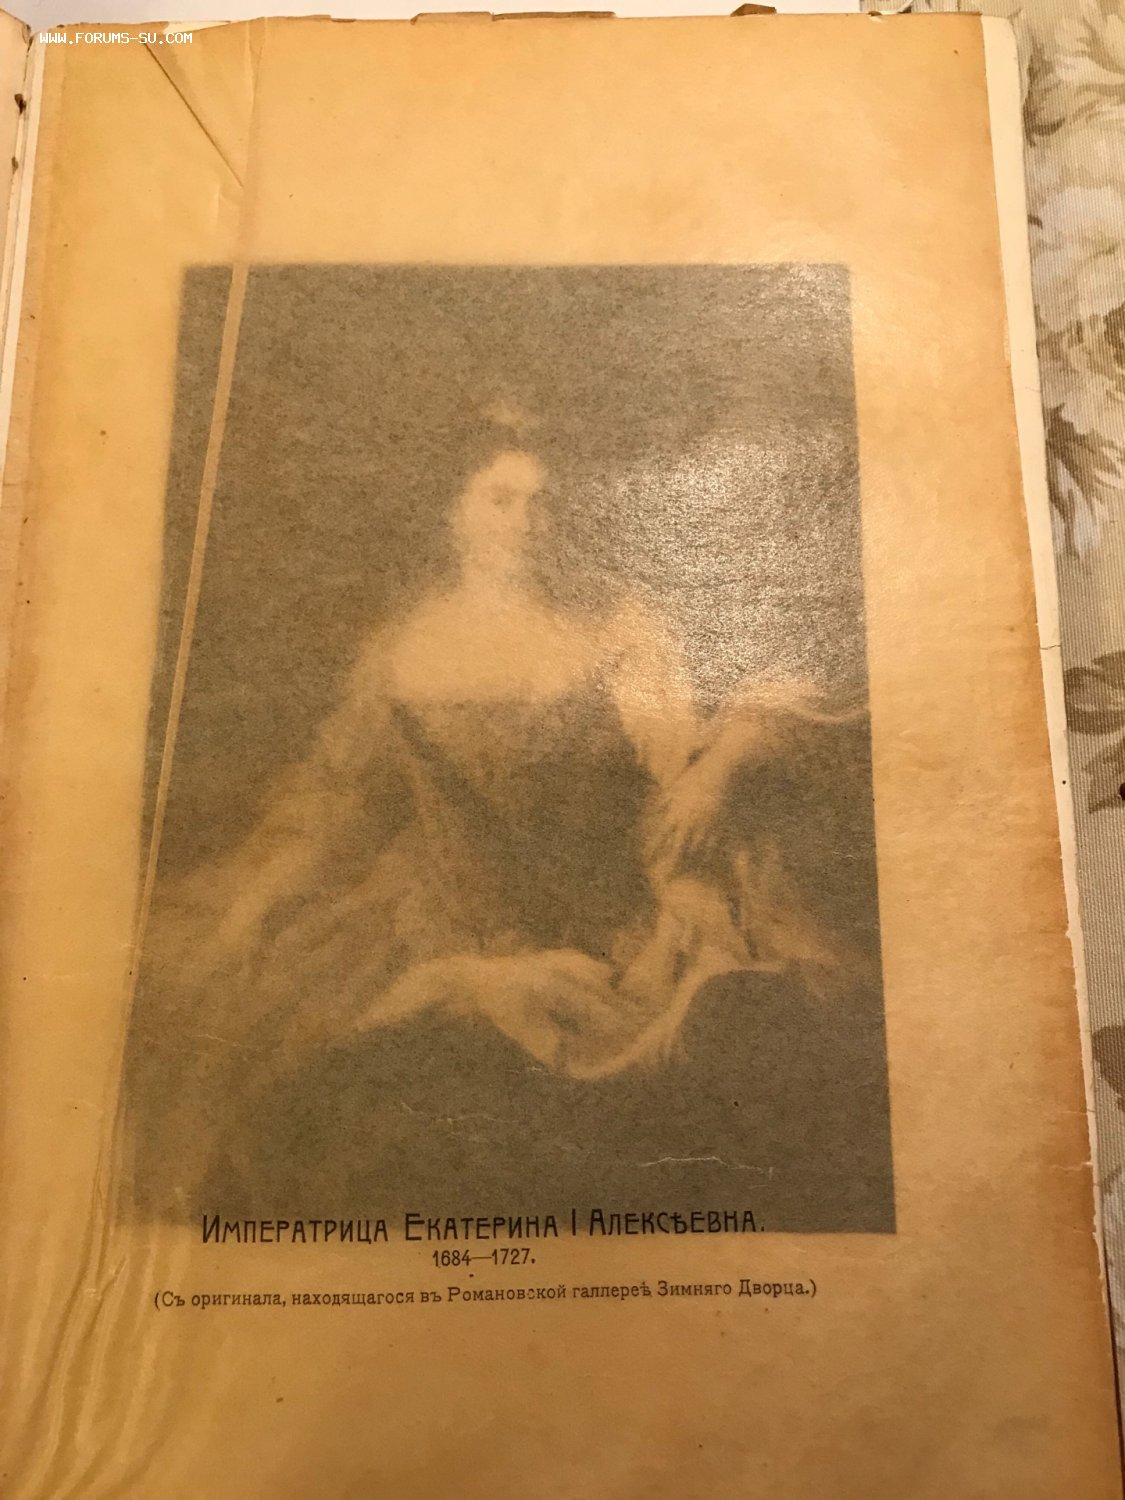 WWW.FORUMS-SU.COM
Императрица Екатерина I Алексѣевна.
1684—1727.
(Съ оригинала, находящагося въ Романовской галлереѣ Зимняго Дворца.)